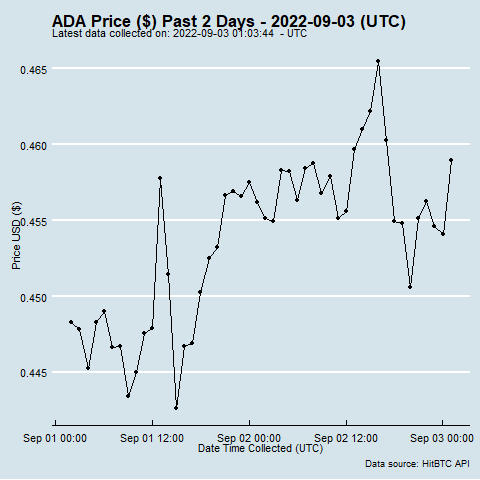 ADA Price ($) Past 2 Days - 2022-09-03 (UTC)
Latest data collected on: 2022-09-03 01:03:44  - UTC
0.465
0.460
0.455
0.450
0.445
Price USD ($)
Sep 01 00:00 Sep 01 12:00 Sep 02 00:00 Sep 02 12:00 Sep 03 00:00
Date Time Collected (UTC)
Data source: HitBTC API